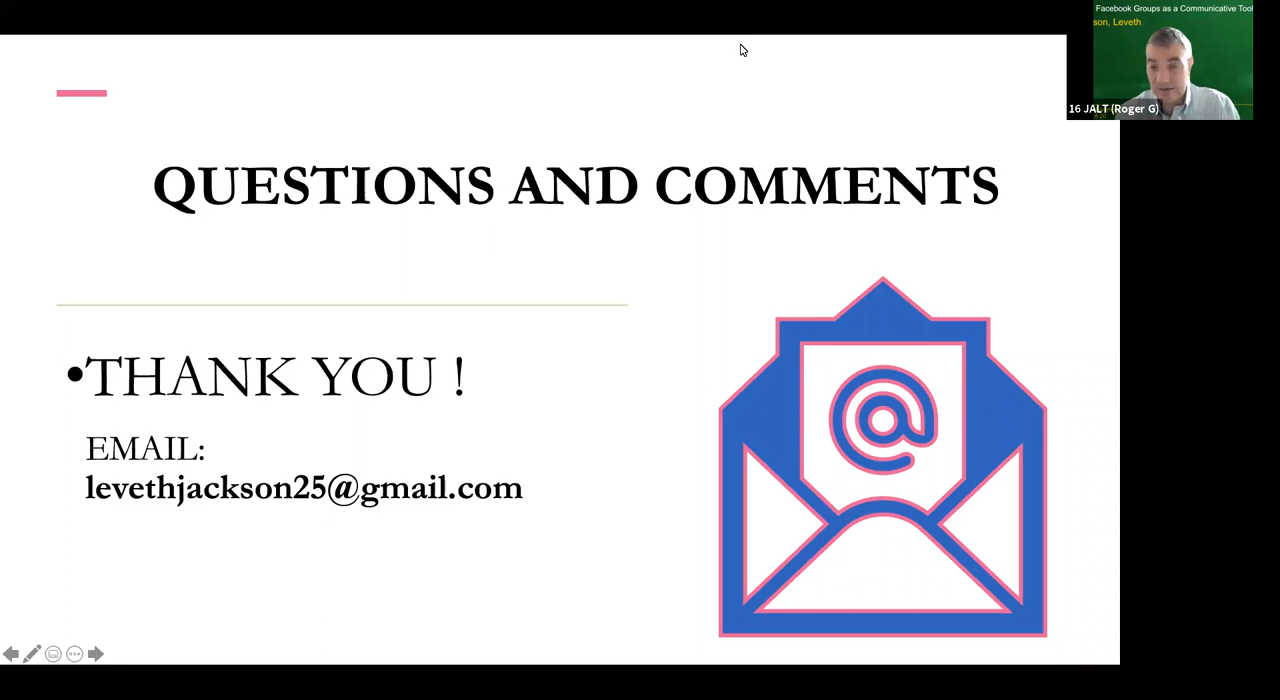 Facebook Groups as a Communicative Tool
son, Leveth
16 JALT (Roger G)
QUESTIONS AND COMMENTS
•THANK YOU !
EMAIL:
levethjackson25@gmail.com
@